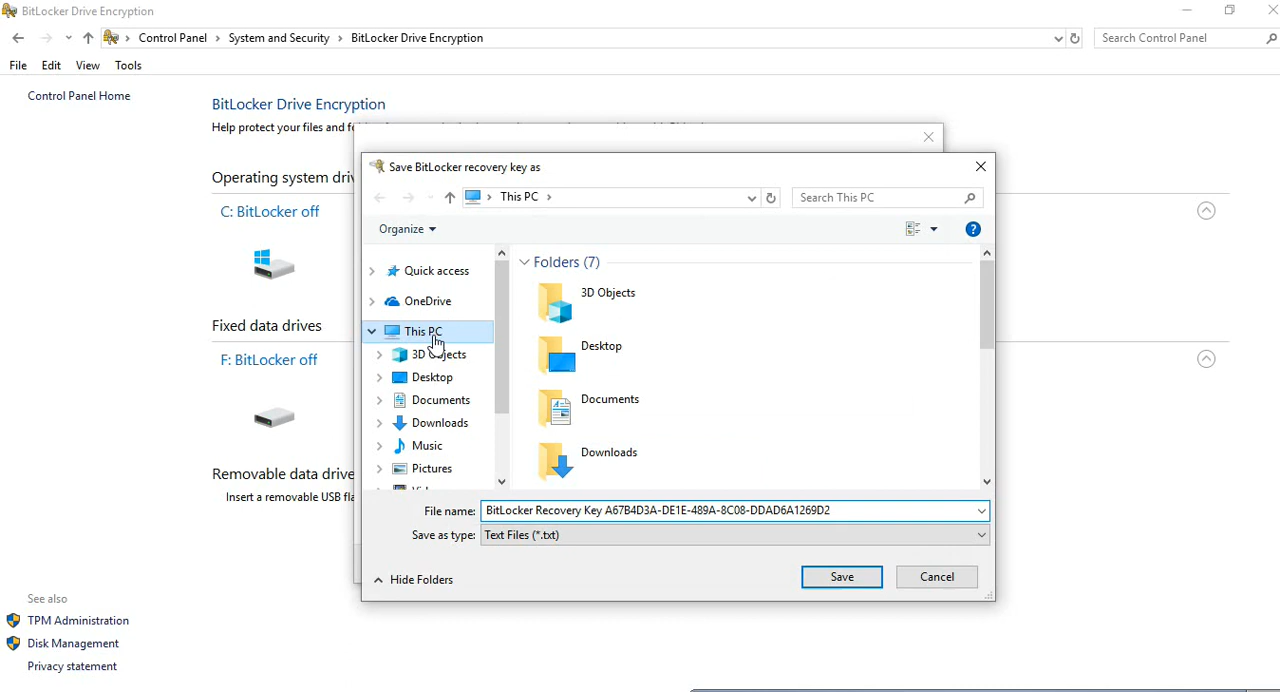 BitLocker Drive Encryption
Control Panel › System and Security › BitLocker Drive Encryption
Search Control Panel
File Edit View Tools
Control Panel Home
BitLocker Drive Encryption
Help protect your files and
Operating system
C: BitLocker off
Fixed data drives
F: BitLocker off
Removable data drive
Insert a removable USB
See also
TPM Administration
Disk Management
Privacy statement
Save BitLocker recovery key as
This PC ›
Search This PC
Organize
Quick access
OneDrive
This PC
3D Objects
Desktop
Documents
Downloads
Music
Pictures
Folders (7)
3D Objects
Desktop
Documents
Downloads
File name: BitLocker Recovery Key A67B4D3A-DE1E-489A-8C08-DDAD6A1269D2
Save as type: Text Files (*.txt)
Hide Folders
Save
Cancel